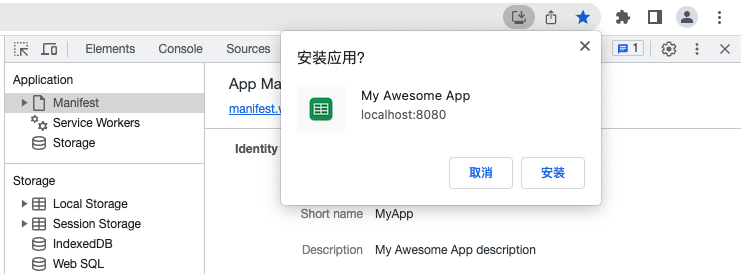 Elements Console Sources
1
Application
Manifest
Service Workers
Storage
Storage
Local Storage
Session Storage
IndexedDB
Web SQL
App Ma
manifest.w
Identity
Short name MyApp
Description My Awesome App description
安装应用?
My Awesome App
localhost:8080
取消 安装